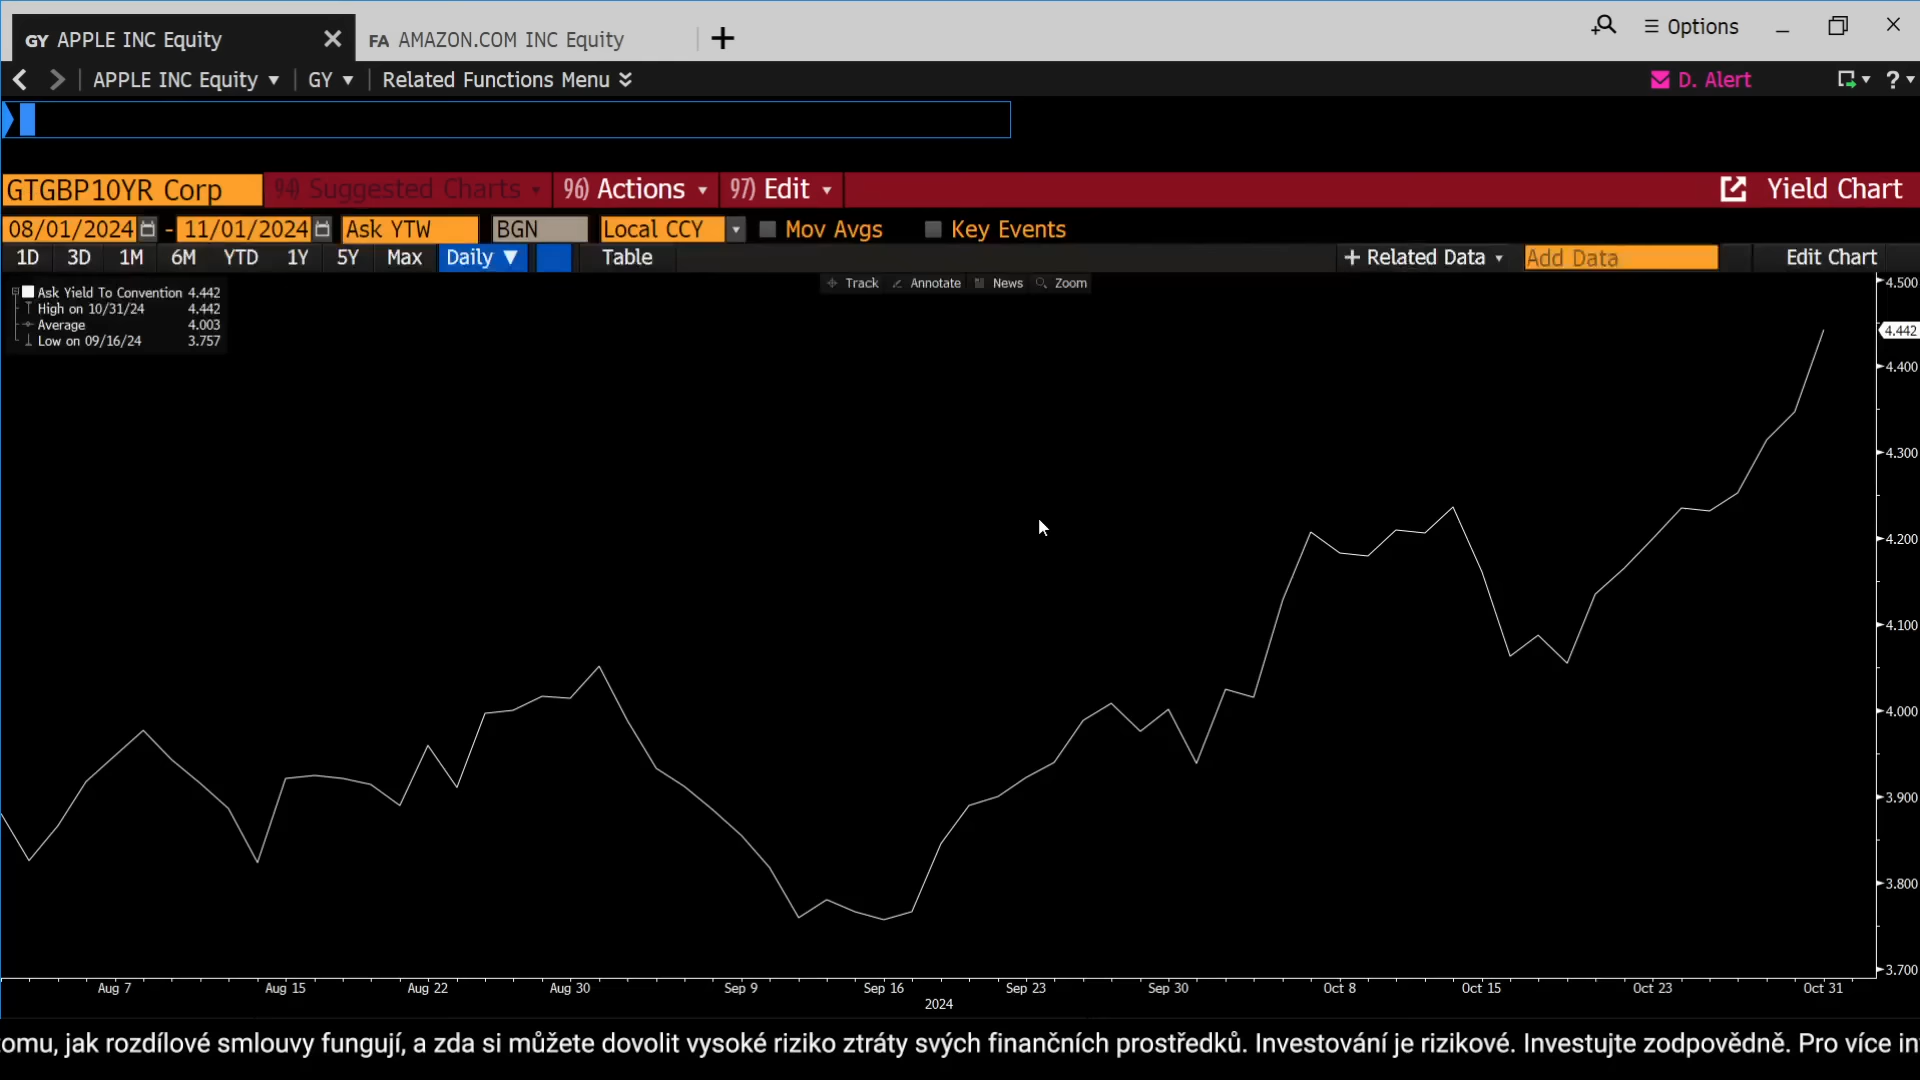 GY APPLE INC Equity
FA AMAZON.COM INC Equity
Options
APPLE INC Equity
GY
Related Functions Menu
D. Alert
?
GTGBP10YR Corp
94) Suggested Charts
96) Actions
97) Edit
Yield Chart
08/01/2024 - 11/01/2024
Ask YTW
BGN
Local CCY
Mov Avgs
Key Events
1D 3D 1M 6M YTD 1Y 5Y Max Daily ▼ Table
+ Related Data
Add Data
Edit Chart
Track Annotate News Zoom
Ask Yield To Convention 4.442
High on 10/31/24 4.442
Average 4.003
Low on 09/16/24 3.757
4.500
4.442
4.400
4.300
4.200
4.100
4.000
3.900
3.800
3.700
Aug 7 Aug 15 Aug 22 Aug 30 Sep 9 Sep 16 Sep 23 Sep 30 Oct 8 Oct 15 Oct 23 Oct 31
2024
omu, jak rozdílové smlouvy fungují, a zda si můžete dovolit vysoké riziko ztráty svých finančních prostředků. Investování je rizikové. Investujte zodpovědně. Pro více in